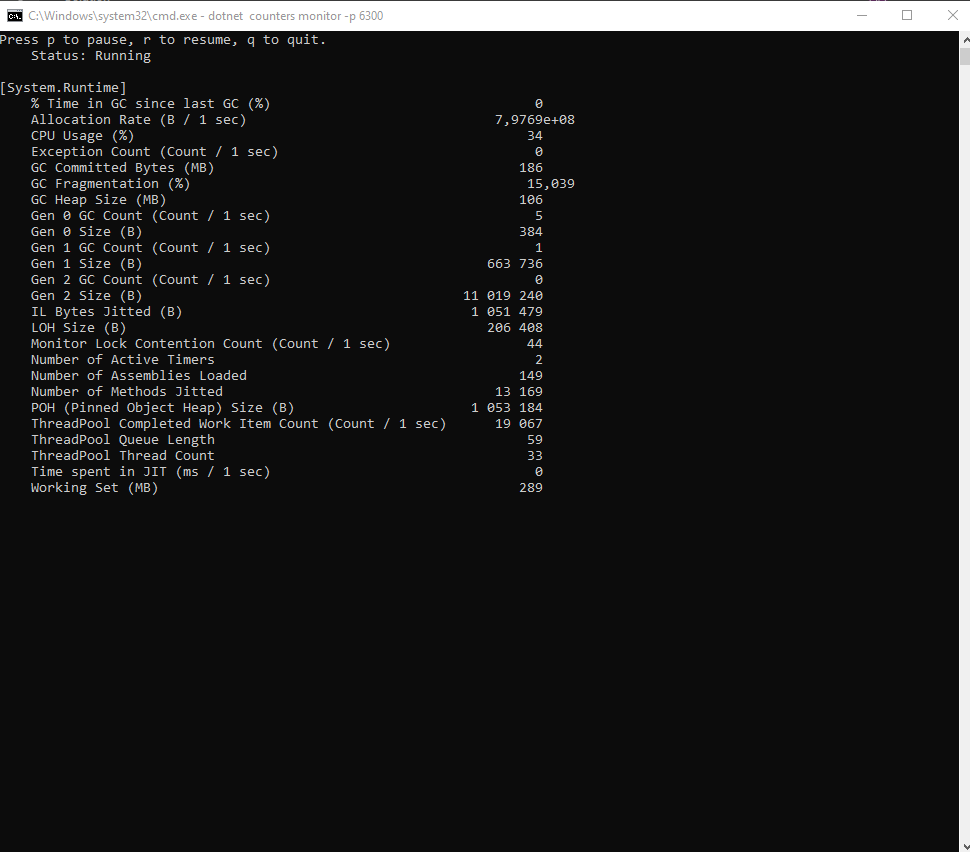 C:\Windows\system32\cmd.exe - dotnet  counters monitor -p 6300
Press p to pause, r to resume, q to quit.
    Status: Running
[System.Runtime]
    % Time in GC since last GC (%)                                 0
    Allocation Rate (B / 1 sec)                               7,9769e+08
    CPU Usage (%)                                                 34
    Exception Count (Count / 1 sec)                                0
    GC Committed Bytes (MB)                                      186
    GC Fragmentation (%)                                          15,039
    GC Heap Size (MB)                                            106
    Gen 0 GC Count (Count / 1 sec)                                 5
    Gen 0 Size (B)                                               384
    Gen 1 GC Count (Count / 1 sec)                                 1
    Gen 1 Size (B)                                           663 736
    Gen 2 GC Count (Count / 1 sec)                                 0
    Gen 2 Size (B)                                        11 019 240
    IL Bytes Jitted (B)                                    1 051 479
    LOH Size (B)                                             206 408
    Monitor Lock Contention Count (Count / 1 sec)                 44
    Number of Active Timers                                        2
    Number of Assemblies Loaded                                  149
    Number of Methods Jitted                                  13 169
    POH (Pinned Object Heap) Size (B)                      1 053 184
    ThreadPool Completed Work Item Count (Count / 1 sec)      19 067
    ThreadPool Queue Length                                       59
    ThreadPool Thread Count                                       33
    Time spent in JIT (ms / 1 sec)                                 0
    Working Set (MB)                                             289